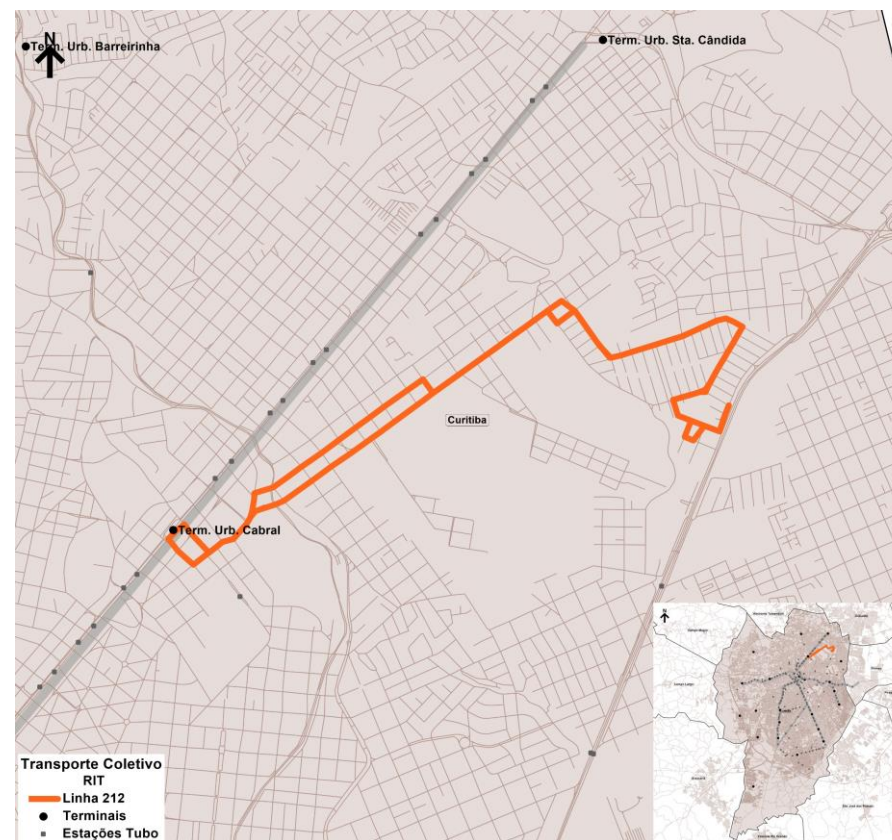 N
Term. Urb. Barreirinha
Term. Urb. Sta. Cândida
Curitiba
Term. Urb. Cabral
N
Transporte Coletivo
RIT
Linha 212
Terminais
Estações Tubo